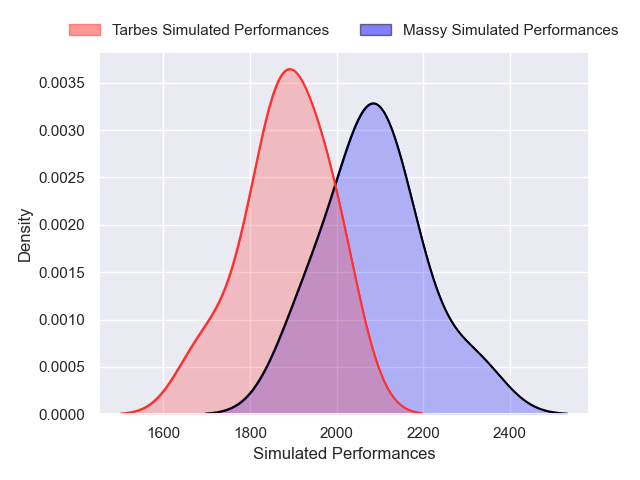 Tarbes Simulated Performances Massy Simulated Performances
0.0035
0.0030
0.0025
0.0020
0.0015
0.0010
0.0005
0.0000
Density
1600 1800 2000 2200 2400
Simulated Performances